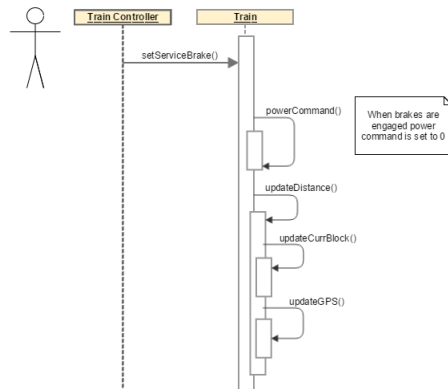 Train Controller
Train
setServiceBrake()
powerCommand()
When brakes are
engaged power
command is set to 0
updateDistance()
updateCurrBlock()
updateGPS()